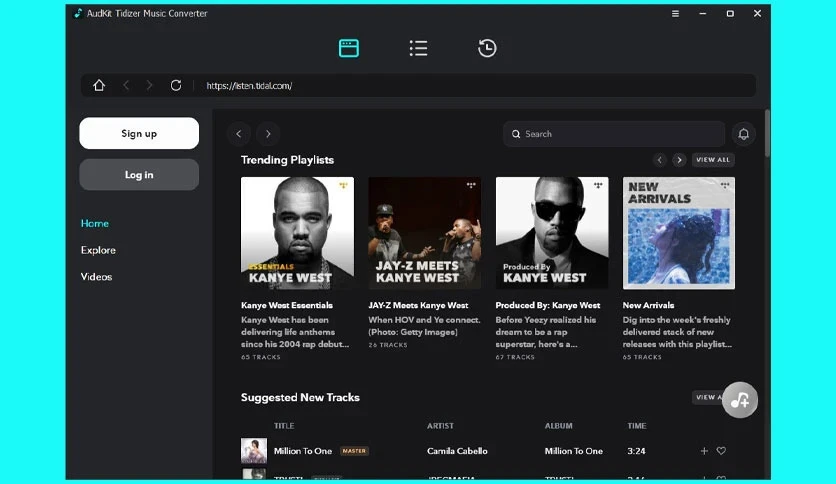 AudKit Tidizer Music Converter
https://listen.tidal.com/
Sign up
Log in
Home
Explore
Videos
Search
Trending Playlists
VIEW ALL
ESSENTIALS
KANYE WEST
JAY-Z MEETS
KANYE WEST
Produced By
KANYE WEST
NEW
ARRIVALS
Kanye West Essentials
Kanye West has been
delivering life anthems
since his 2004 rap debut...
65 TRACKS
JAY-Z Meets Kanye West
When HOV and Ye connect.
(Photo: Getty Images)
26 TRACKS
Produced By: Kanye West
Before Yeezy realized his
dream to be a rap
superstar, here's a...
67 TRACKS
New Arrivals
Dig into the week's freshly
delivered stack of new
releases with this playlist...
65 TRACKS
Suggested New Tracks
VIEW A
TITLE ARTIST ALBUM TIME
Million To One MASTER Camila Cabello Million To One 3:24